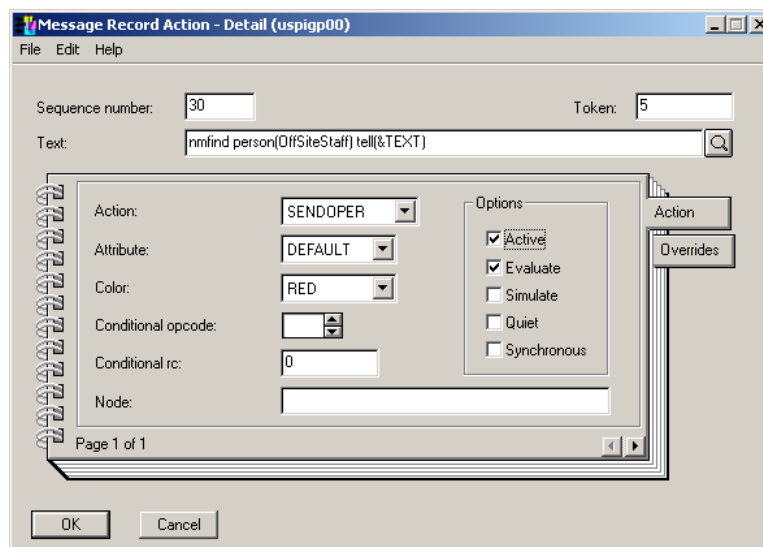 Message Record Action - Detail (uspigp00)
File Edit Help
Sequence number: 30 Token: 5
Text: nmfind person(OffSiteStaff) tell(&TEXT)
Action: SENDOPER
Attribute: DEFAULT
Color: RED
Conditional opcode:
Conditional rc: 0
Node:
Options
Active
Evaluate
Simulate
Quiet
Synchronous
Action
Overrides
Page 1 of 1
OK Cancel